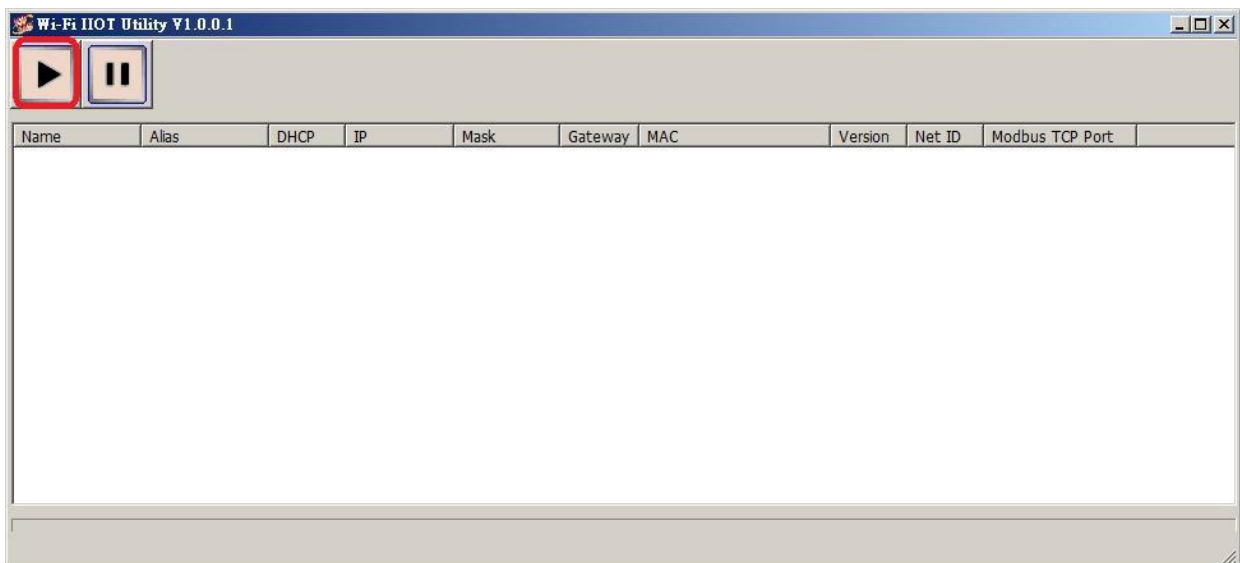 Wi-Fi IIOT Utility V1.0.0.1
Name Alias DHCP IP Mask Gateway MAC Version Net ID Modbus TCP Port